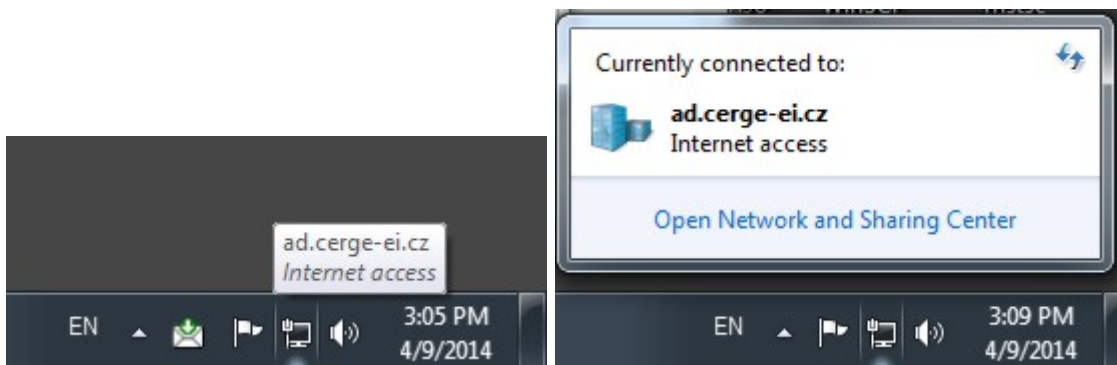 ad.cerge-ei.cz
Internet access
EN
3:05 PM
4/9/2014
Currently connected to:
ad.cerge-ei.cz
Internet access
Open Network and Sharing Center
EN
3:09 PM
4/9/2014